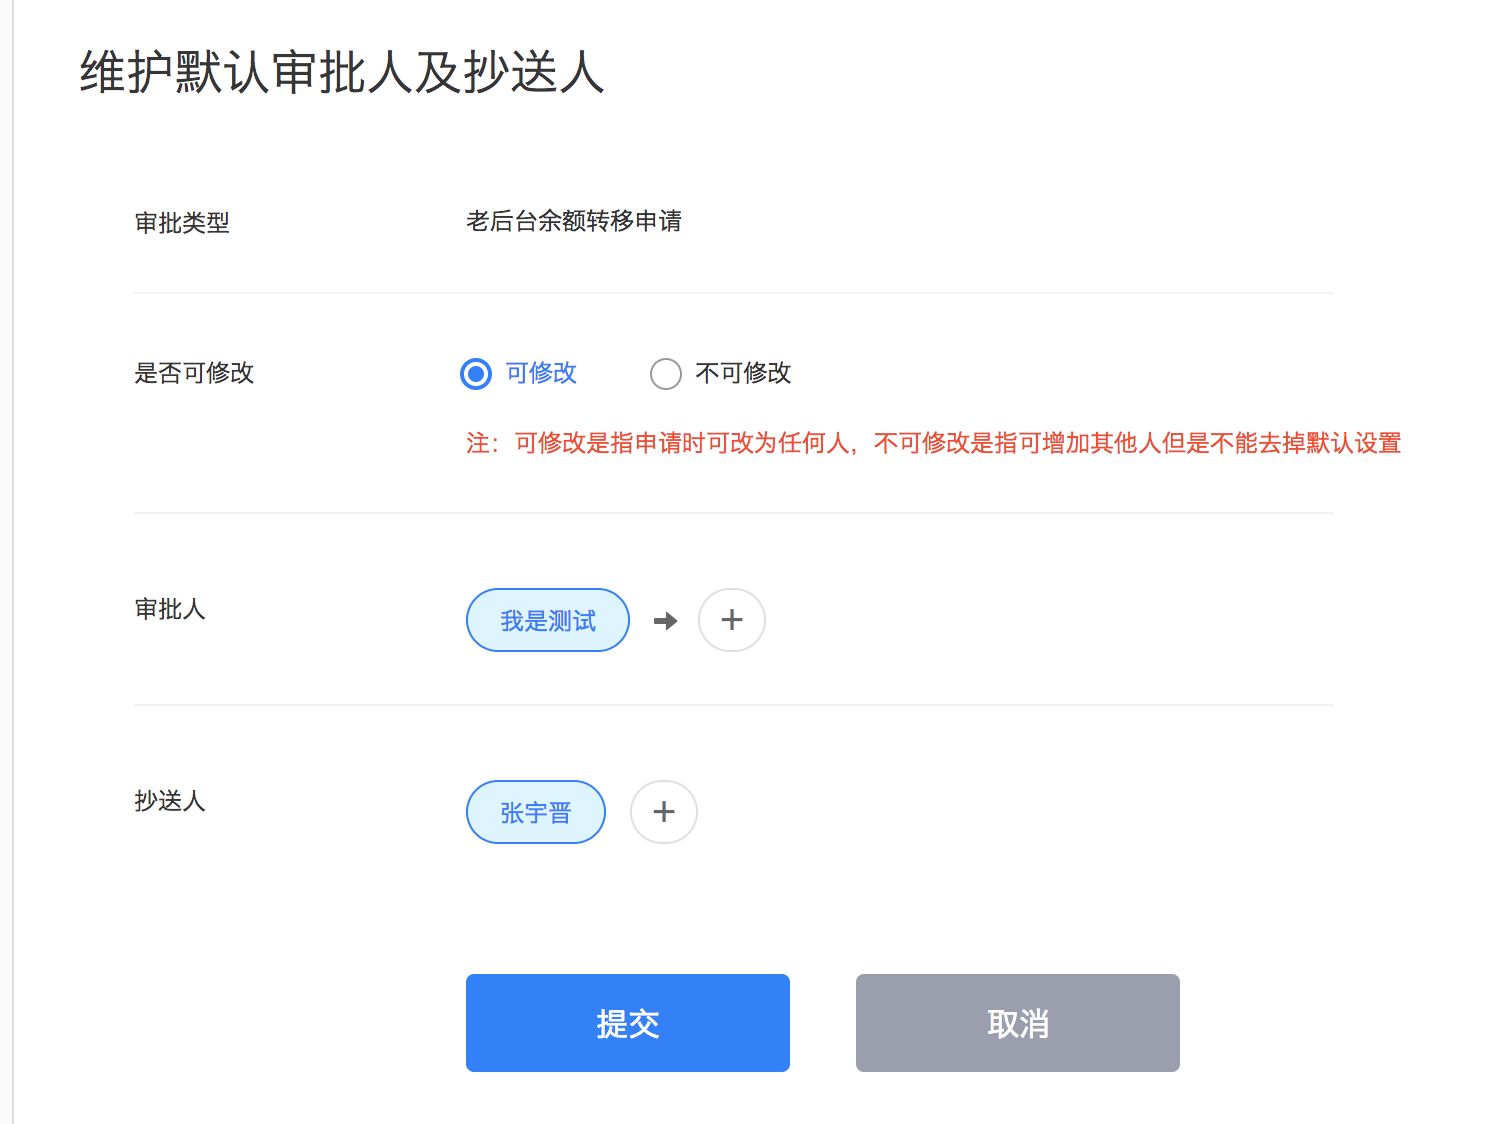 维护默认审批人及抄送人
审批类型 老后台余额转移申请
是否可修改 可修改 不可修改
注：可修改是指申请时可改为任何人，不可修改是指可增加其他人但是不能去掉默认设置
审批人 我是测试 ➡ +
抄送人 张宇晋 +
提交 取消